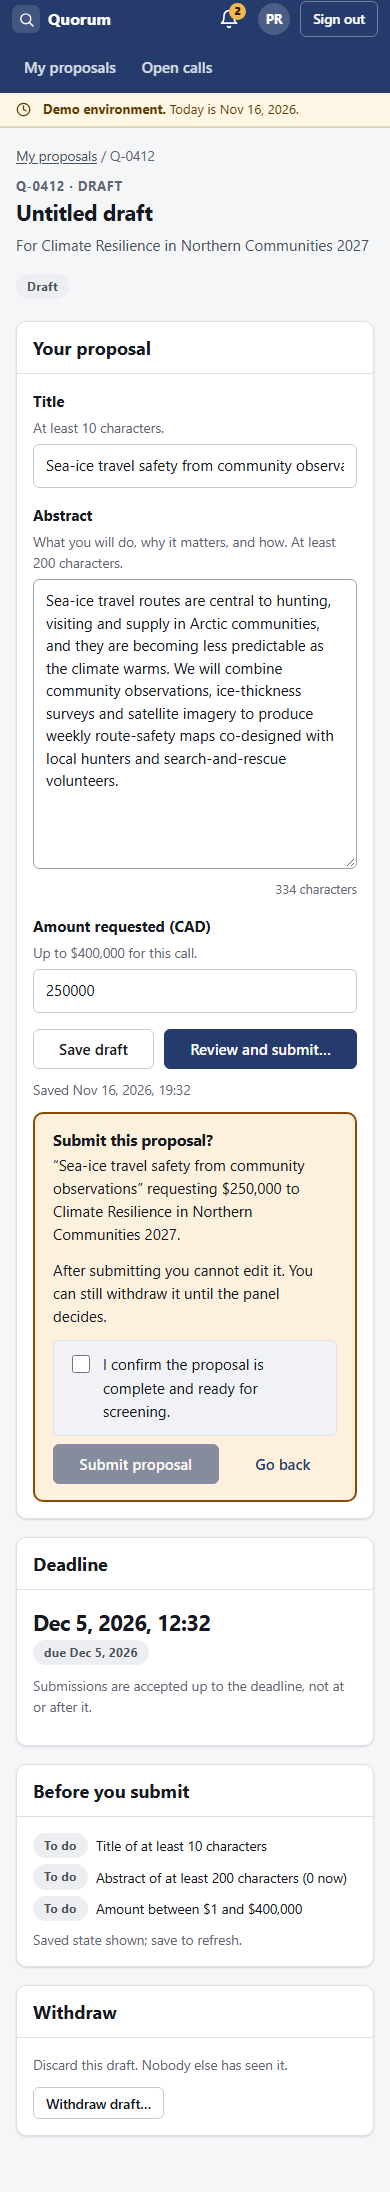 Quorum
2
PR
Sign out
My proposals
Open calls
Demo environment. Today is Nov 16, 2026.
My proposals / Q-0412
Q-0412 · DRAFT
Untitled draft
For Climate Resilience in Northern Communities 2027
Draft
Your proposal
Title
At least 10 characters.
Sea-ice travel safety from community observa
Abstract
What you will do, why it matters, and how. At least
200 characters.
Sea-ice travel routes are central to hunting,
visiting and supply in Arctic communities,
and they are becoming less predictable as
the climate warms. We will combine
community observations, ice-thickness
surveys and satellite imagery to produce
weekly route-safety maps co-designed with
local hunters and search-and-rescue
volunteers.
334 characters
Amount requested (CAD)
Up to $400,000 for this call.
250000
Save draft
Review and submit...
Saved Nov 16, 2026, 19:32
Submit this proposal?
“Sea-ice travel safety from community
observations” requesting $250,000 to
Climate Resilience in Northern
Communities 2027.
After submitting you cannot edit it. You
can still withdraw it until the panel
decides.
I confirm the proposal is
complete and ready for
screening.
Submit proposal
Go back
Deadline
Dec 5, 2026, 12:32
due Dec 5, 2026
Submissions are accepted up to the deadline, not at
or after it.
Before you submit
To do Title of at least 10 characters
To do Abstract of at least 200 characters (0 now)
To do Amount between $1 and $400,000
Saved state shown; save to refresh.
Withdraw
Discard this draft. Nobody else has seen it.
Withdraw draft...